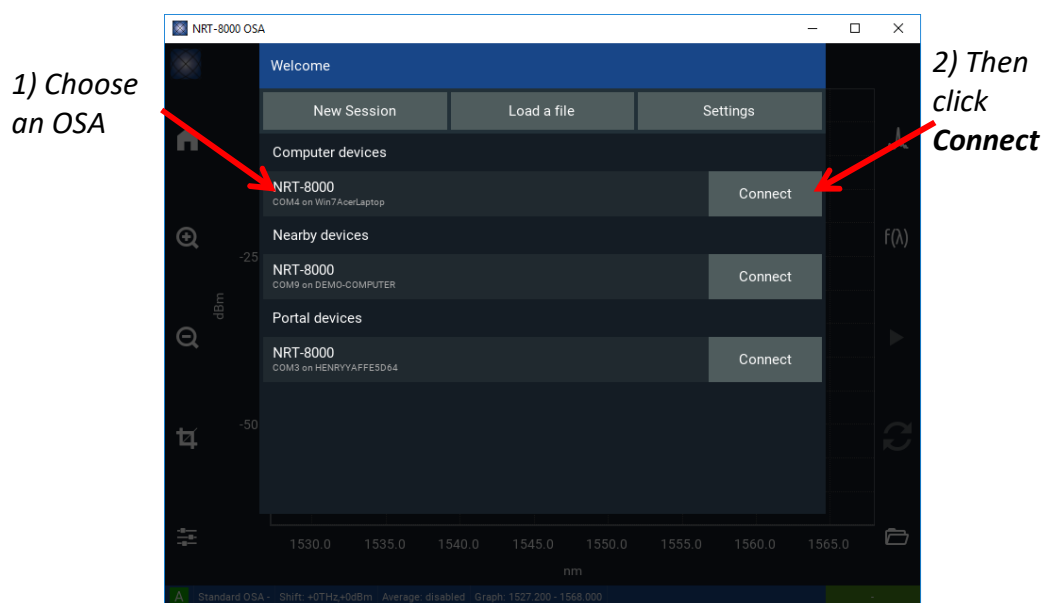 NRT-8000 OSA
1) Choose
an OSA
2) Then
click
Connect
Welcome
New Session Load a file Settings
Computer devices
NRT-8000
COM4 on Win7AcerLaptop
Connect
Nearby devices
NRT-8000
COM9 on DEMO-COMPUTER
Connect
Portal devices
NRT-8000
COM3 on HENRYYAFFE5D64
Connect
f(λ)
-25
dBm
-50
1530.0 1535.0 1540.0 1545.0 1550.0 1555.0 1560.0 1565.0
nm
A Standard OSA - Shift: +0THz,+0dBm Average: disabled Graph: 1527.200 - 1568.000 -